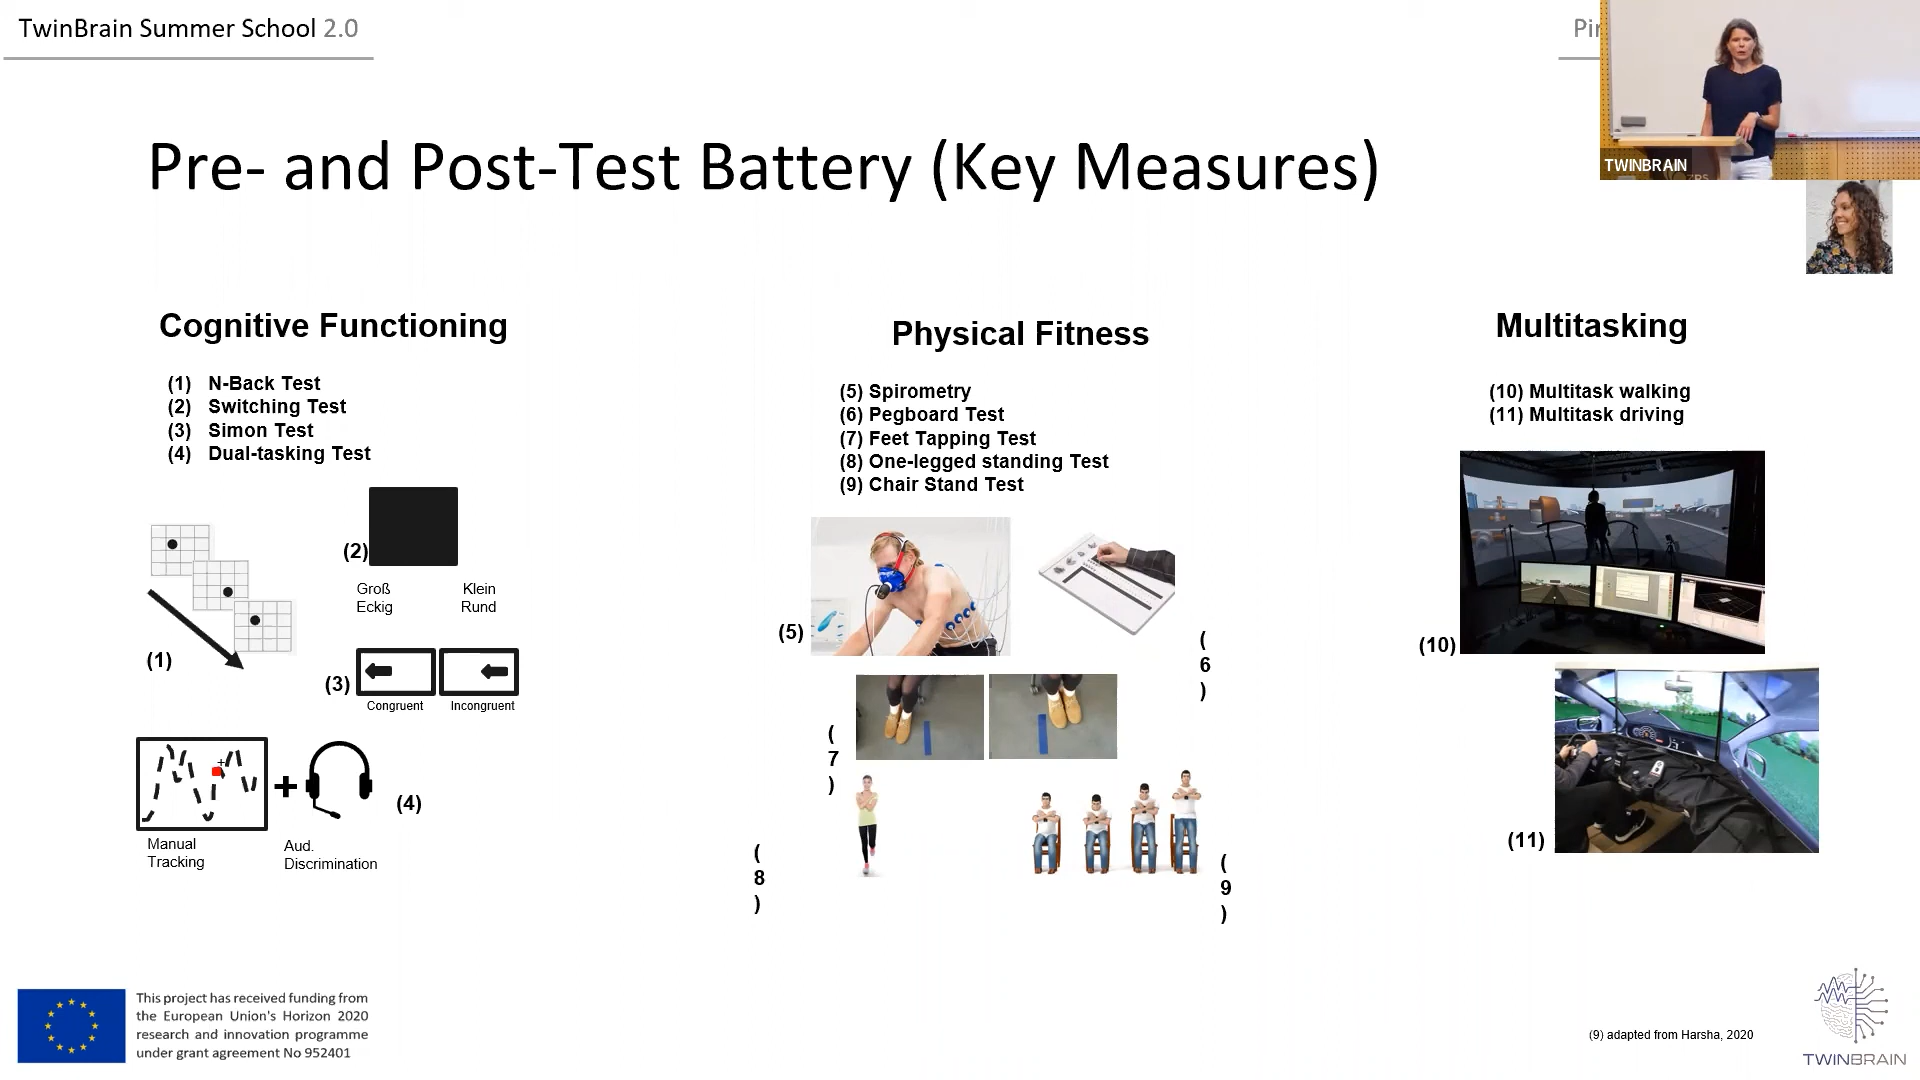 TwinBrain Summer School 2.0
TWINBRAIN
Pre- and Post-Test Battery (Key Measures)
Cognitive Functioning
(1) N-Back Test
(2) Switching Test
(3) Simon Test
(4) Dual-tasking Test
(2)
Groß
Eckig
Klein
Rund
(1)
(3)
Congruent
Incongruent
(4)
Manual
Tracking
Aud.
Discrimination
Physical Fitness
(5) Spirometry
(6) Pegboard Test
(7) Feet Tapping Test
(8) One-legged standing Test
(9) Chair Stand Test
(5)
(6)
(7)
(8)
(9)
Multitasking
(10) Multitask walking
(11) Multitask driving
(10)
(11)
This project has received funding from
the European Union's Horizon 2020
research and innovation programme
under grant agreement No 952401
(9) adapted from Harsha, 2020
TWINBRAIN